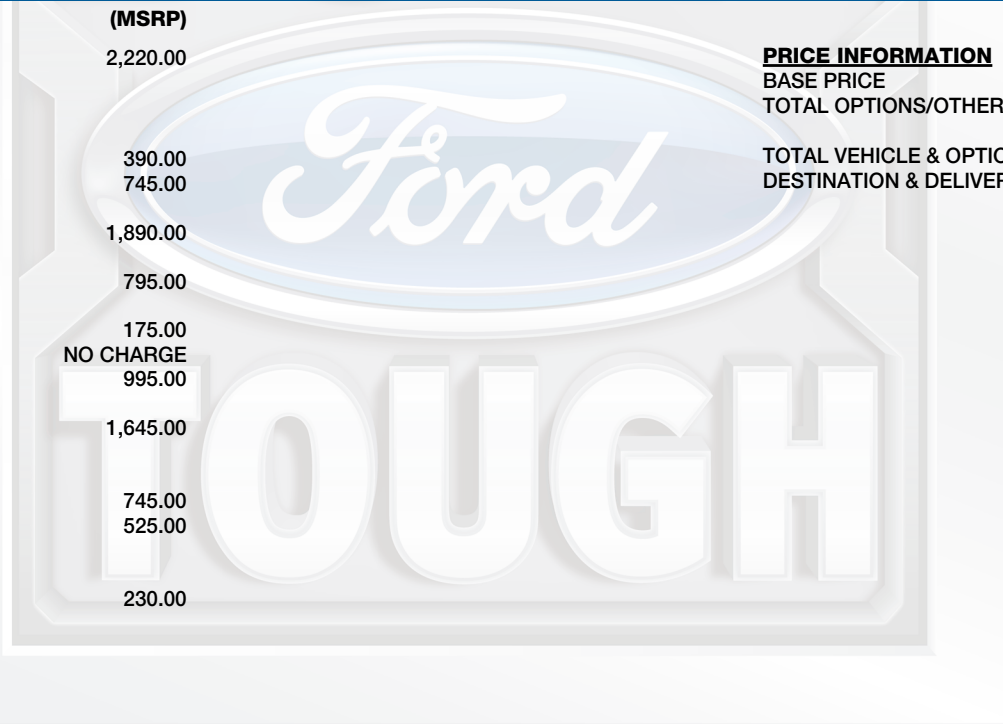 (MSRP)
2,220.00
390.00
745.00
1,890.00
795.00
175.00
NO CHARGE
995.00
1,645.00
745.00
525.00
230.00
PRICE INFORMATION
BASE PRICE
TOTAL OPTIONS/OTHER
TOTAL VEHICLE & OPTIO
DESTINATION & DELIVER
Ford
TOUGH